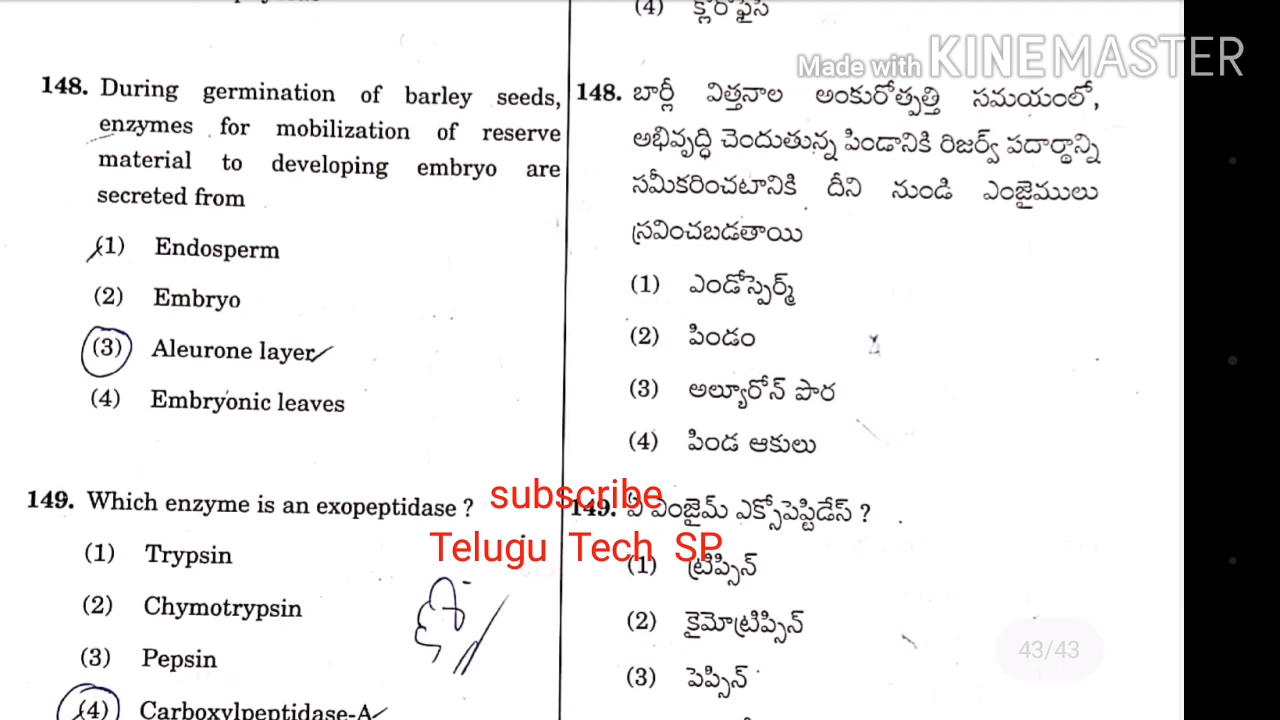 (4) క్లోరోఫైసి
Made with KINEMASTER
148. During germination of barley seeds,
enzymes for mobilization of reserve
material to developing embryo are
secreted from
(1) Endosperm
(2) Embryo
(3) Aleurone layer
(4) Embryonic leaves
149. Which enzyme is an exopeptidase ?
(1) Trypsin
(2) Chymotrypsin
(3) Pepsin
(4) Carboxylpeptidase-A
148. బార్లీ విత్తనాల అంకురోత్పత్తి సమయంలో,
అభివృద్ధి చెందుతున్న పిండానికి రిజర్వ్ పదార్థాన్ని
సమీకరించటానికి దీని నుండి ఎంజైములు
స్రవించబడతాయి
(1) ఎండోస్పెర్మ్
(2) పిండం
(3) అల్యూరోన్ పొర
(4) పిండ ఆకులు
subscribe
Telugu Tech SP
149. ఏ ఎంజైమ్ ఎక్సోపెప్టిడేస్ ?
(1) ట్రిప్సిన్
(2) కైమోట్రిప్సిన్
(3) పెప్సిన్
43/43